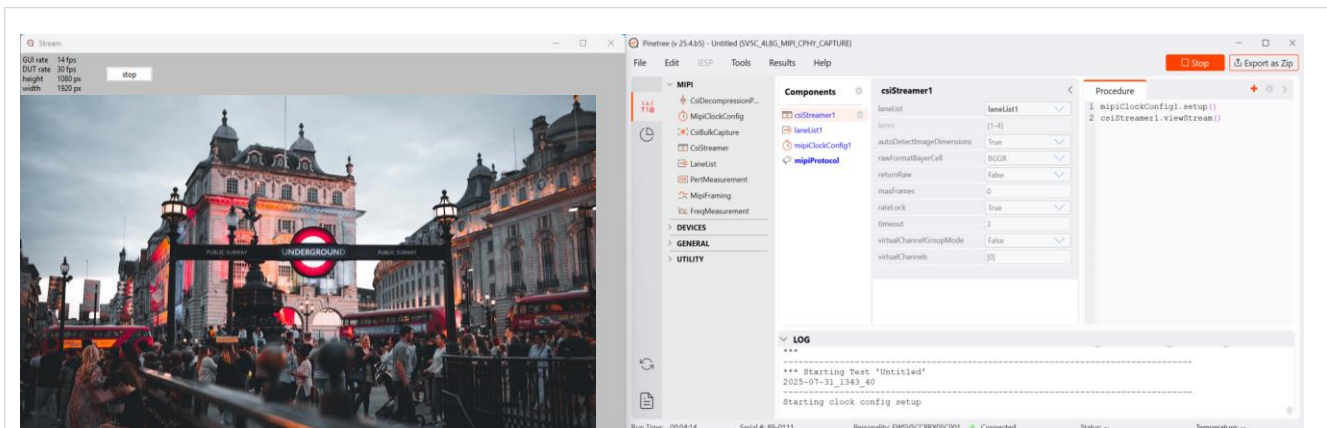 Stream
GUI rate 14 fps
DUT rate 30 fps
height 1080 px
width 1920 px
stop
PUBLIC SUBWAY
UNDERGROUND
PUBLIC SUBWAY
Pinetree (v 25.4.b5) - Untitled (SV5C_4L8G_MIPI_CPHY_CAPTURE)
File Edit IESP Tools Results Help
Stop
Export as Zip
MIPI
CsiDecompressionP...
MipiClockConfig
CsiBulkCapture
CsiStreamer
LaneList
PertMeasurement
MipiFraming
FreqMeasurement
DEVICES
GENERAL
UTILITY
Components
csiStreamer1
laneList1
mipiClockConfig1
mipiProtocol
csiStreamer1
laneList laneList1
lanes [1-4]
autoDetectImageDimensions True
rawFormatBayerCell BGGR
returnRaw False
maxFrames 0
rateLock True
timeout 3
virtualChannelGroupMode False
virtualChannels [0]
Procedure
1 mipiClockConfig1.setup()
2 csiStreamer1.viewStream()
LOG
***
*** Starting Test 'Untitled'
2025-07-31_1343_40
Starting clock config setup
Run Time: 00:04:14
Connected
Status: ---
Temperature: ---